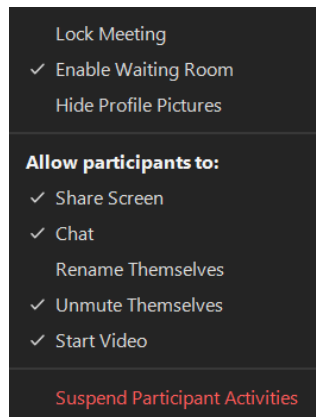 Lock Meeting
✓ Enable Waiting Room
Hide Profile Pictures
Allow participants to:
✓ Share Screen
✓ Chat
Rename Themselves
✓ Unmute Themselves
✓ Start Video
Suspend Participant Activities